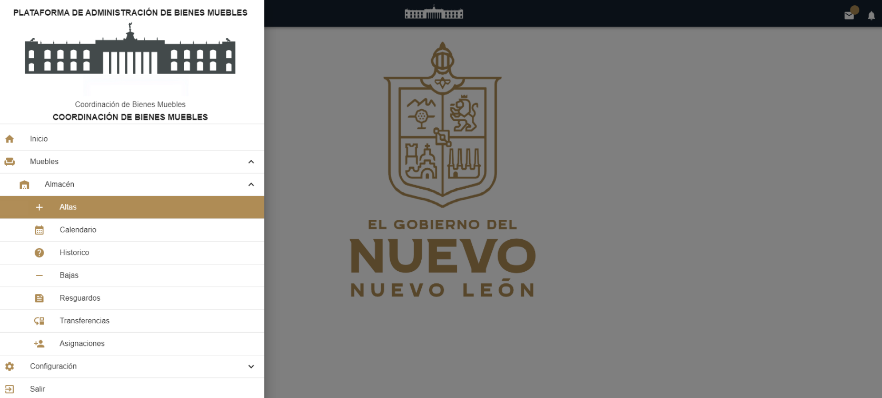 PLATAFORMA DE ADMINISTRACIÓN DE BIENES MUEBLES
Coordinación de Bienes Muebles
COORDINACIÓN DE BIENES MUEBLES
Inicio
Muebles
Almacén
Altas
Calendario
Historico
Bajas
Resguardos
Transferencias
Asignaciones
Configuración
Salir
EL GOBIERNO DEL
NUEVO
NUEVO LEÓN